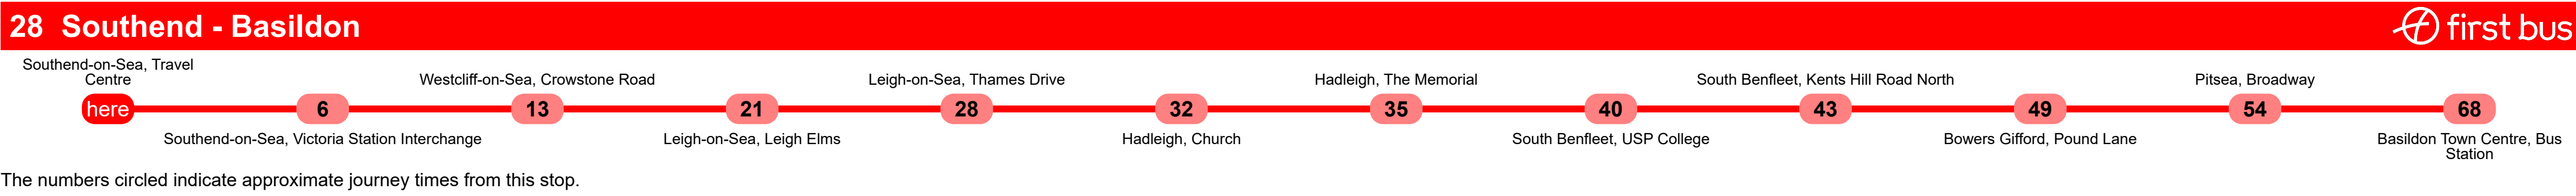 28 Southend - Basildon
first bus
Southend-on-Sea, Travel
Centre
Westcliff-on-Sea, Crowstone Road
Leigh-on-Sea, Thames Drive
Hadleigh, The Memorial
South Benfleet, Kents Hill Road North
Pitsea, Broadway
here 6 13 21 28 32 35 40 43 49 54 68
Southend-on-Sea, Victoria Station Interchange
Leigh-on-Sea, Leigh Elms
Hadleigh, Church
South Benfleet, USP College
Bowers Gifford, Pound Lane
Basildon Town Centre, Bus
Station
The numbers circled indicate approximate journey times from this stop.